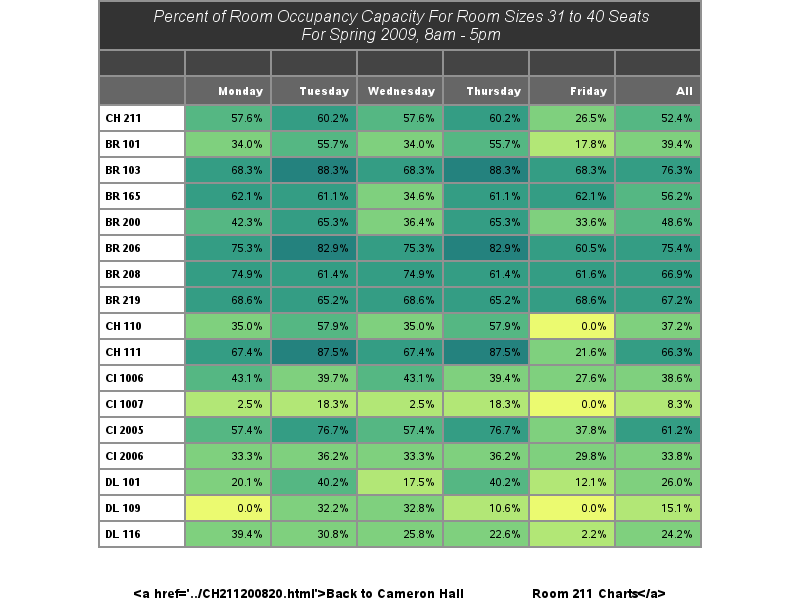 Percent of Room Occupancy Capacity For Room Sizes 31 to 40 Seats
For Spring 2009, 8am - 5pm
Monday Tuesday Wednesday Thursday Friday All
CH 211 57.6% 60.2% 57.6% 60.2% 26.5% 52.4%
BR 101 34.0% 55.7% 34.0% 55.7% 17.8% 39.4%
BR 103 68.3% 88.3% 68.3% 88.3% 68.3% 76.3%
BR 165 62.1% 61.1% 34.6% 61.1% 62.1% 56.2%
BR 200 42.3% 65.3% 36.4% 65.3% 33.6% 48.6%
BR 206 75.3% 82.9% 75.3% 82.9% 60.5% 75.4%
BR 208 74.9% 61.4% 74.9% 61.4% 61.6% 66.9%
BR 219 68.6% 65.2% 68.6% 65.2% 68.6% 67.2%
CH 110 35.0% 57.9% 35.0% 57.9% 0.0% 37.2%
CH 111 67.4% 87.5% 67.4% 87.5% 21.6% 66.3%
CI 1006 43.1% 39.7% 43.1% 39.4% 27.6% 38.6%
CI 1007 2.5% 18.3% 2.5% 18.3% 0.0% 8.3%
CI 2005 57.4% 76.7% 57.4% 76.7% 37.8% 61.2%
CI 2006 33.3% 36.2% 33.3% 36.2% 29.8% 33.8%
DL 101 20.1% 40.2% 17.5% 40.2% 12.1% 26.0%
DL 109 0.0% 32.2% 32.8% 10.6% 0.0% 15.1%
DL 116 39.4% 30.8% 25.8% 22.6% 2.2% 24.2%
<a href='../CH211200820.html'>Back to Cameron Hall Room 211 Charts</a>